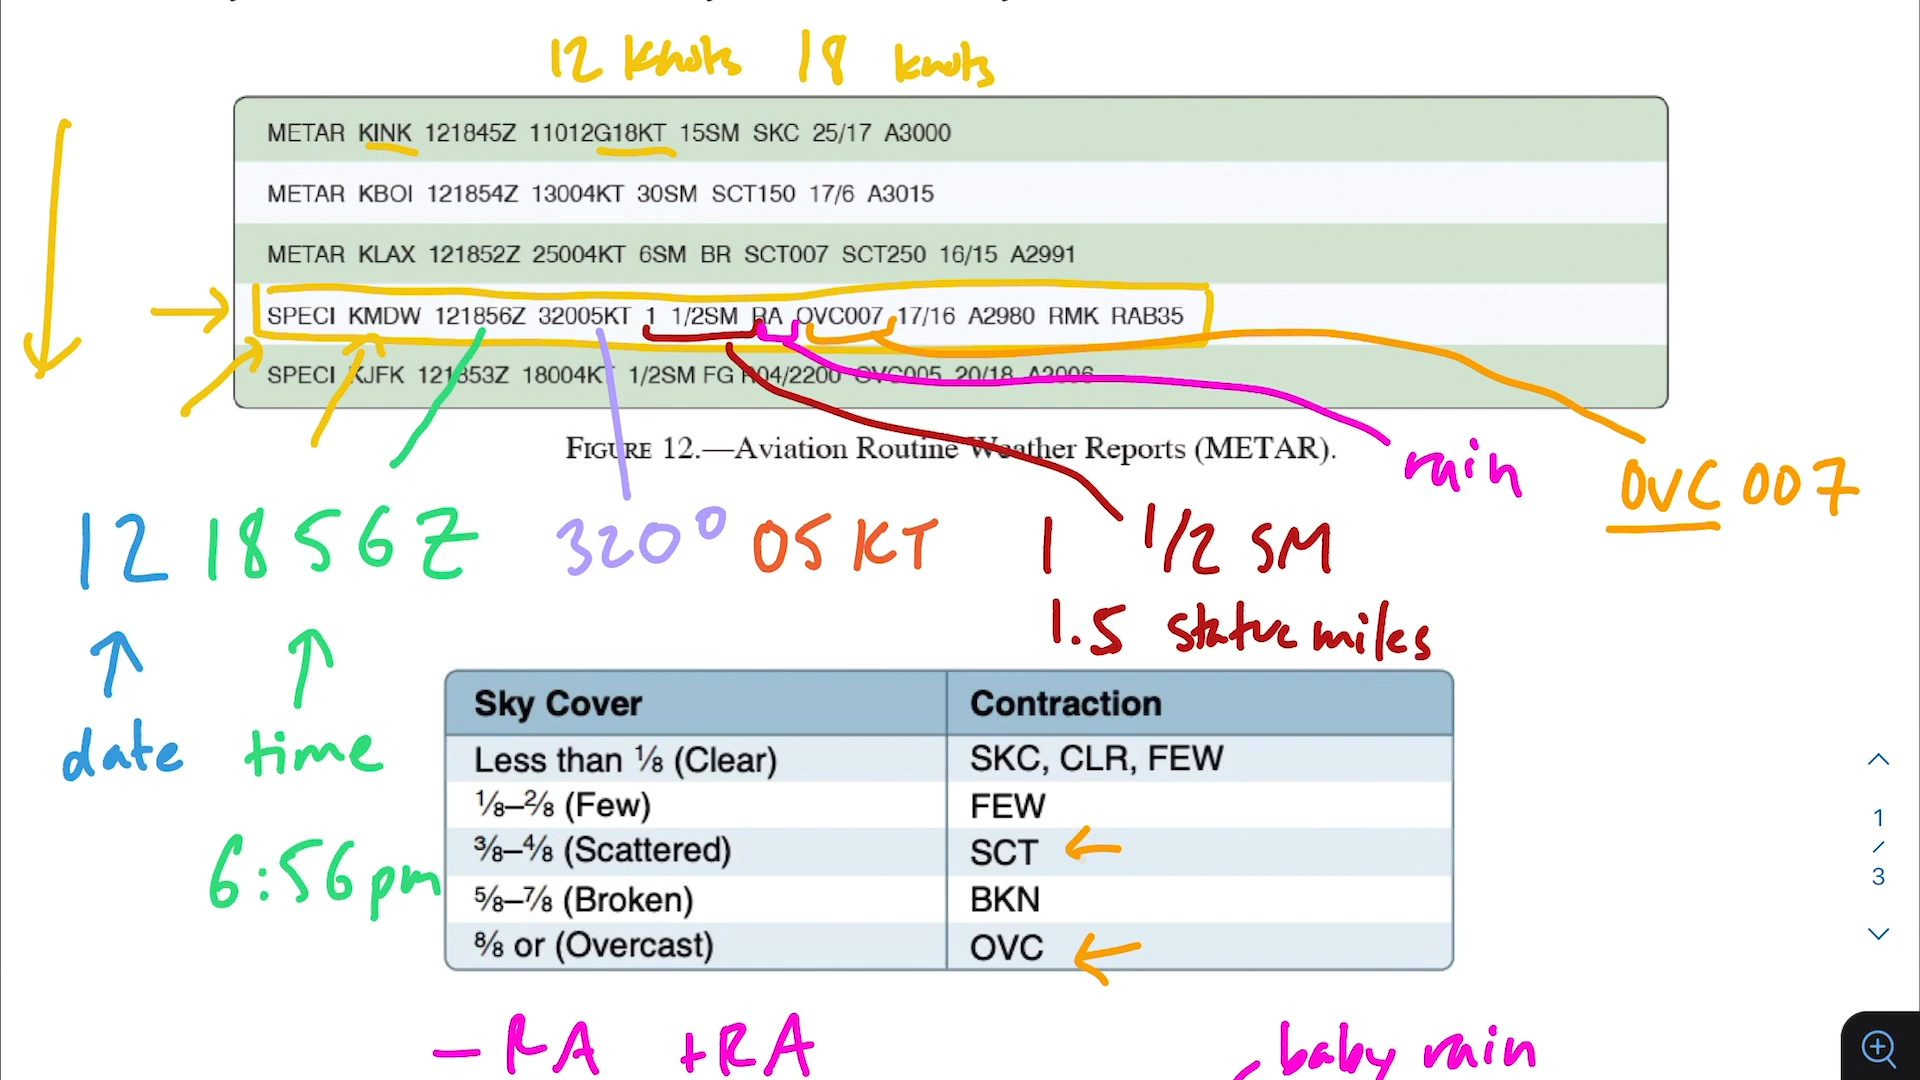 12 knots 18 knots
METAR KINK 121845Z 11012G18KT 15SM SKC 25/17 A3000
METAR KBOI 121854Z 13004KT 30SM SCT150 17/6 A3015
METAR KLAX 121852Z 25004KT 6SM BR SCT007 SCT250 16/15 A2991
SPECI KMDW 121856Z 32005KT 1 1/2SM RA OVC007 17/16 A2980 RMK RAB35
SPECI KJFK 121853Z 18004KT 1/2SM FG R04/2200 OVC005 20/18 A2006
FIGURE 12.—Aviation Routine Weather Reports (METAR).
rain
OVC 007
12 1856Z 320° 05 KT 1 1/2 SM
1.5 statue miles
date time
6:56pm
Sky Cover Contraction
Less than 1/8 (Clear) SKC, CLR, FEW
1/8–2/8 (Few) FEW
3/8–4/8 (Scattered) SCT
5/8–7/8 (Broken) BKN
8/8 or (Overcast) OVC
1
/
3
- RA +RA baby rain